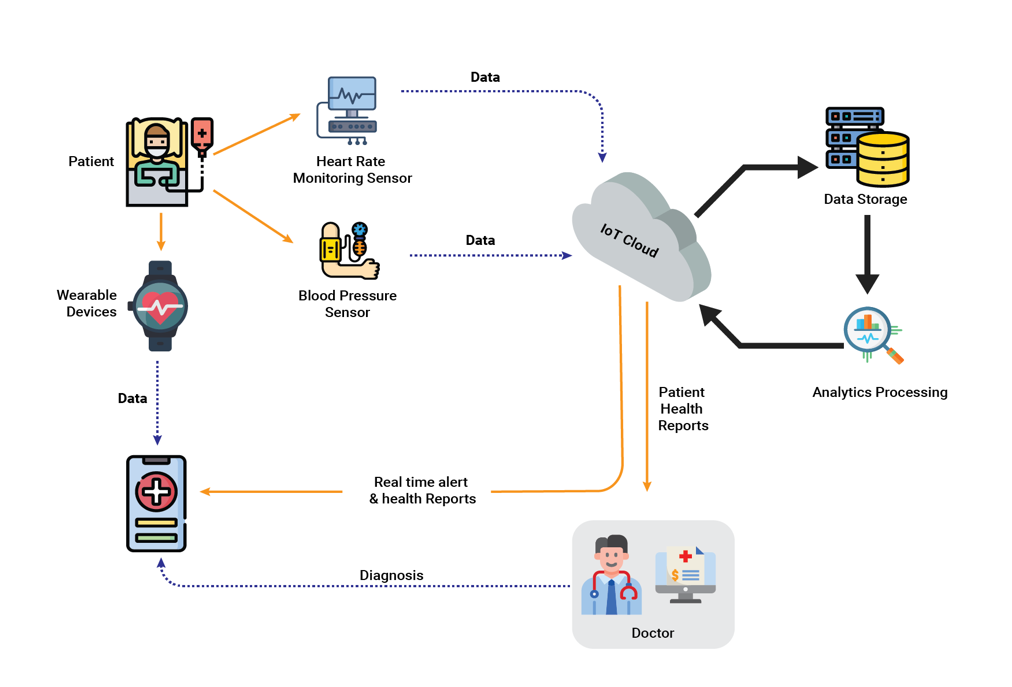 Data
Patient
Heart Rate
Monitoring Sensor
Data Storage
IoT Cloud
Data
Wearable
Devices
Blood Pressure
Sensor
Data
Patient
Health
Reports
Analytics Processing
Real time alert
& health Reports
Diagnosis
$
Doctor